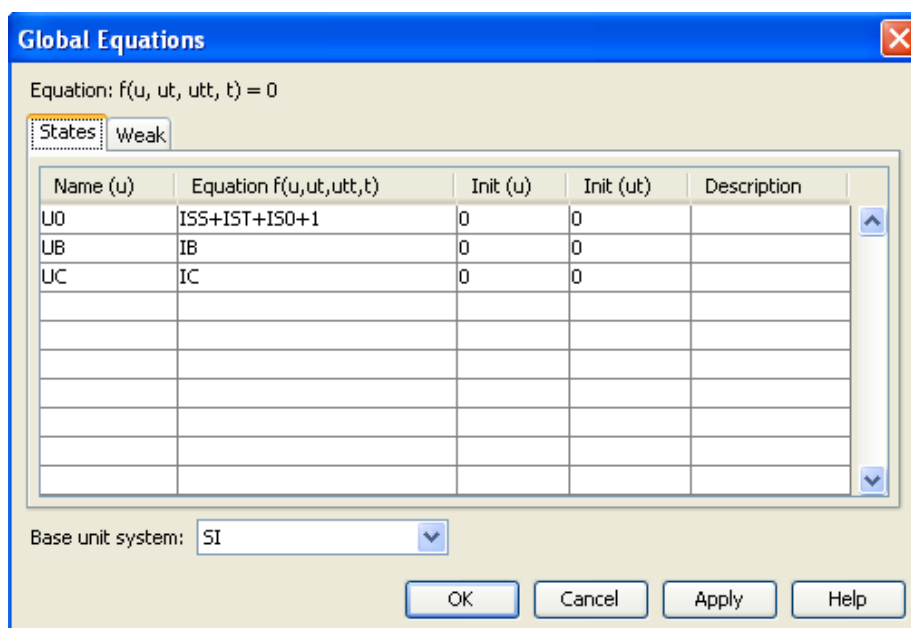 Global Equations
Equation: f(u, ut, utt, t) = 0
States Weak
Name (u) Equation f(u,ut,utt,t) Init (u) Init (ut) Description
U0 ISS+IST+IS0+1 0 0
UB IB 0 0
UC IC 0 0
Base unit system: SI
OK Cancel Apply Help